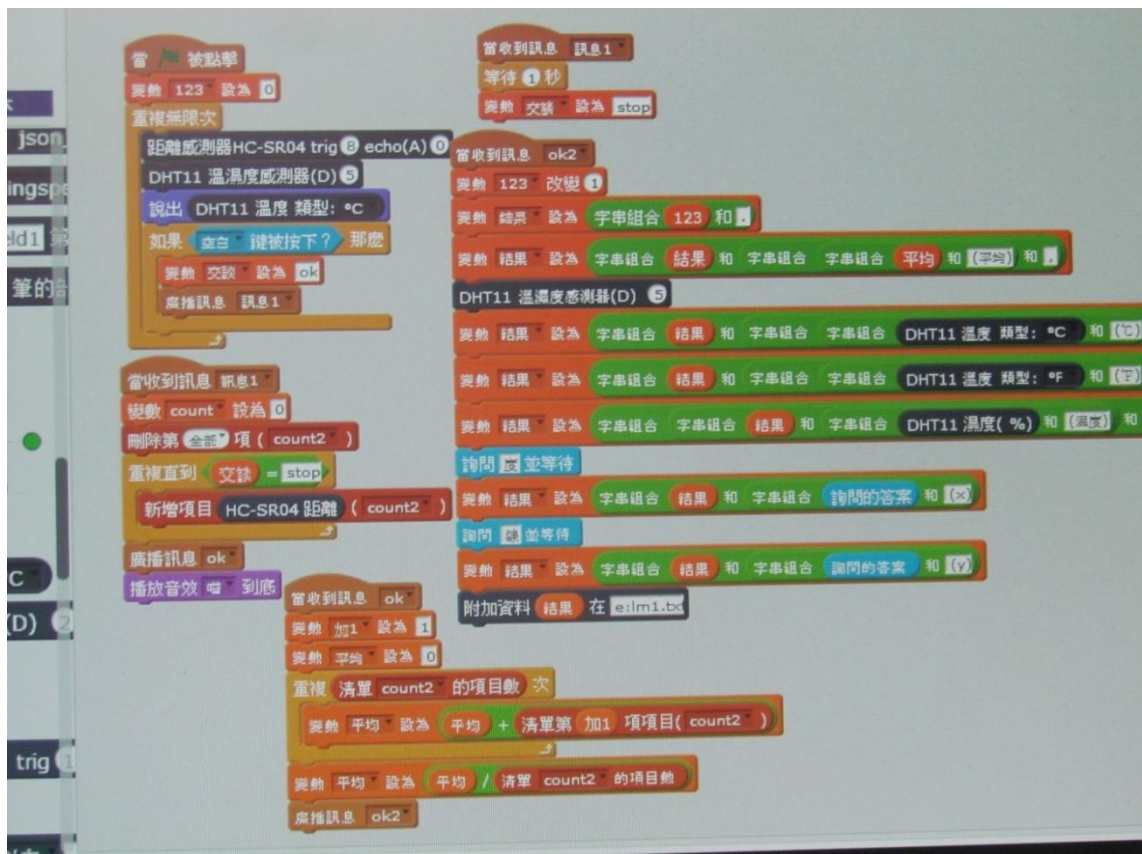 json_
ingspe
eld1 第
筆的
C
(D) 2
trig 1
當 被點擊
變數 123 設為 0
重複無限次
距離感測器HC-SR04 trig 8 echo(A) 0
DHT11 溫濕度感測器(D) 5
說出 DHT11 溫度 類型: °C
如果 空白 鍵被按下? 那麼
變數 交談 設為 ok
廣播訊息 訊息1
當收到訊息 訊息1
變數 count 設為 0
刪除第 全部 項 ( count2 )
重複直到 交談 = stop
新增項目 HC-SR04 距離 ( count2 )
廣播訊息 ok
播放音效 喵 到底
當收到訊息 ok
變數 加1 設為 1
變數 平均 設為 0
重複 清單 count2 的項目數 次
變數 平均 設為 平均 + 清單第 加1 項項目( count2 )
變數 平均 設為 平均 / 清單 count2 的項目數
廣播訊息 ok2
當收到訊息 訊息1
等待 1 秒
變數 交談 設為 stop
當收到訊息 ok2
變數 123 改變 1
變數 結果 設為 字串組合 123 和 .
變數 結果 設為 字串組合 結果 和 字串組合 字串組合 平均 和 (平均) 和 ,
DHT11 溫濕度感測器(D) 5
變數 結果 設為 字串組合 結果 和 字串組合 字串組合 DHT11 溫度 類型: °C 和 (℃)
變數 結果 設為 字串組合 結果 和 字串組合 字串組合 DHT11 溫度 類型: °F 和 (℉)
變數 結果 設為 字串組合 字串組合 結果 和 字串組合 DHT11 濕度( %) 和 (濕度) 和
詢問 度 並等待
變數 結果 設為 字串組合 結果 和 字串組合 詢問的答案 和 (x)
詢問 並等待
變數 結果 設為 字串組合 結果 和 字串組合 詢問的答案 和 (y)
附加資料 結果 在 e:lm1.txt